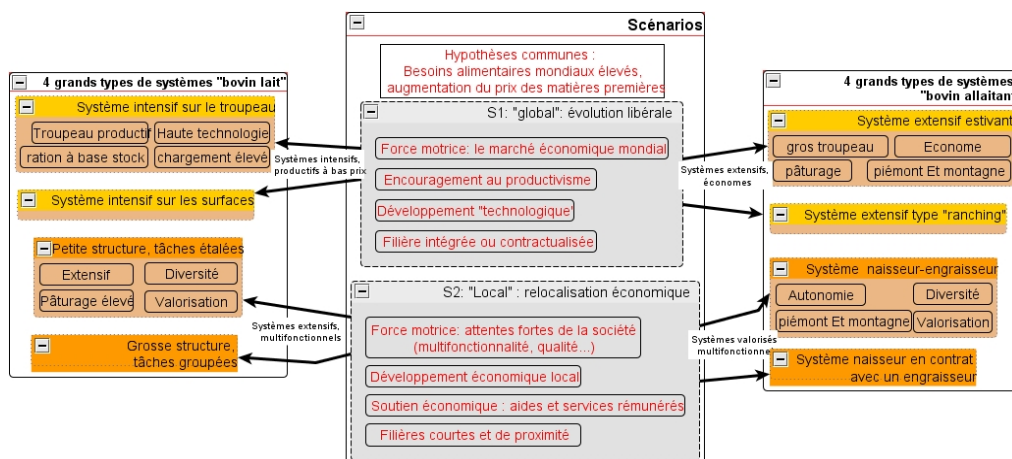 Scénarios
Hypothèses communes :
Besoins alimentaires mondiaux élevés,
augmentation du prix des matières premières
4 grands types de systèmes "bovin lait"
Système intensif sur le troupeau
Troupeau productif
Haute technologie
ration à base stock
chargement élevé
Système intensif sur les surfaces
Petite structure, tâches étalées
Extensif
Diversité
Pâturage élevé
Valorisation
Grosse structure,
tâches groupées
Systèmes intensifs,
productifs à bas prix
Systèmes extensifs,
multifonctionnels
S1: "global": évolution libérale
Force motrice: le marché économique mondial
Encouragement au productivisme
Développement "technologique"
Filière intégrée ou contractualisée
S2: "Local" : relocalisation économique
Force motrice: attentes fortes de la société
(multifonctionnalité, qualité...)
Développement économique local
Soutien économique : aides et services rémunérés
Filières courtes et de proximité
Systèmes extensifs,
économes
Systèmes valorisés
multifonctionne
4 grands types de systèmes
"bovin allaitant
Système extensif estivant
gros troupeau
Econome
pâturage
piémont Et montagne
Système extensif type "ranching"
Système naisseur-engraisseur
Autonomie
Diversité
piémont Et montagne
Valorisation
Système naisseur en contrat
avec un engraisseur